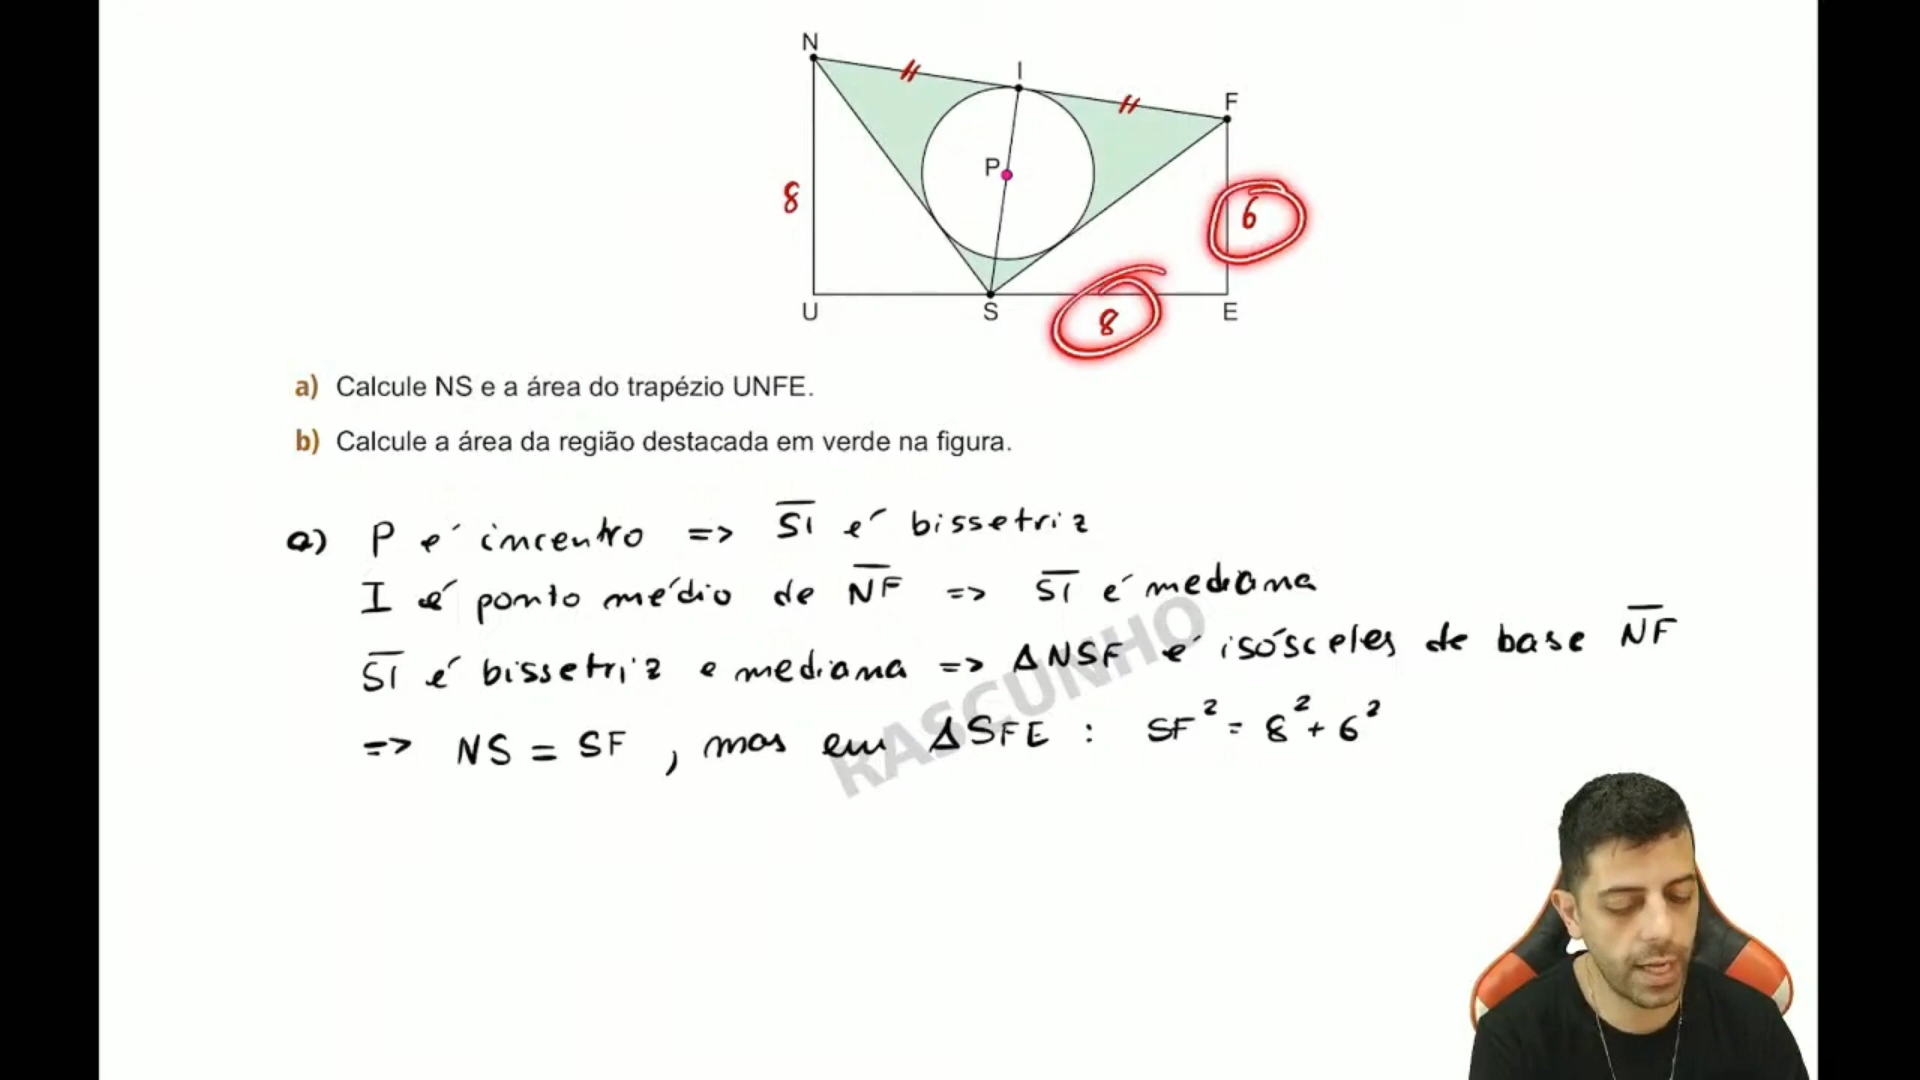 N
I
F
P
8
6
U
S
8
E
a) Calcule NS e a área do trapézio UNFE.
b) Calcule a área da região destacada em verde na figura.
a) P é incentro => SI é bissetriz
I é ponto médio de NF => SI é mediana
SI é bissetriz e mediana => ΔNSF é isósceles de base NF
=> NS = SF , mas em ΔSFE : SF² = 8² + 6²
RASCUNHO